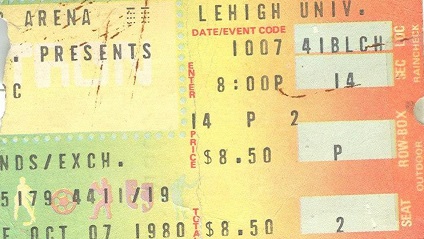 ARENA
LEHIGH UNIV.
DATE/EVENT CODE
. PRESENTS
1007 41BLCH
SEC LOC
RAINCHECK
C
8:00P 14
ENTER
14 P 2
PRICE
ROW-BOX
OUTDOOR
NDS/EXCH.
$8.50 P
5179 4411/19
SEAT
E OCT 07 1980
TOTAL
$8.50 2